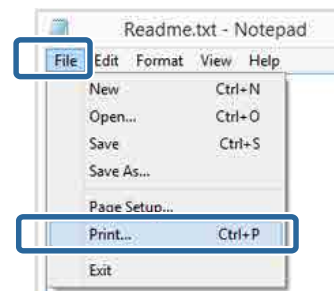 Readme.txt - Notepad
File Edit Format View Help
New Ctrl+N
Open... Ctrl+O
Save Ctrl+S
Save As...
Page Setup...
Print... Ctrl+P
Exit